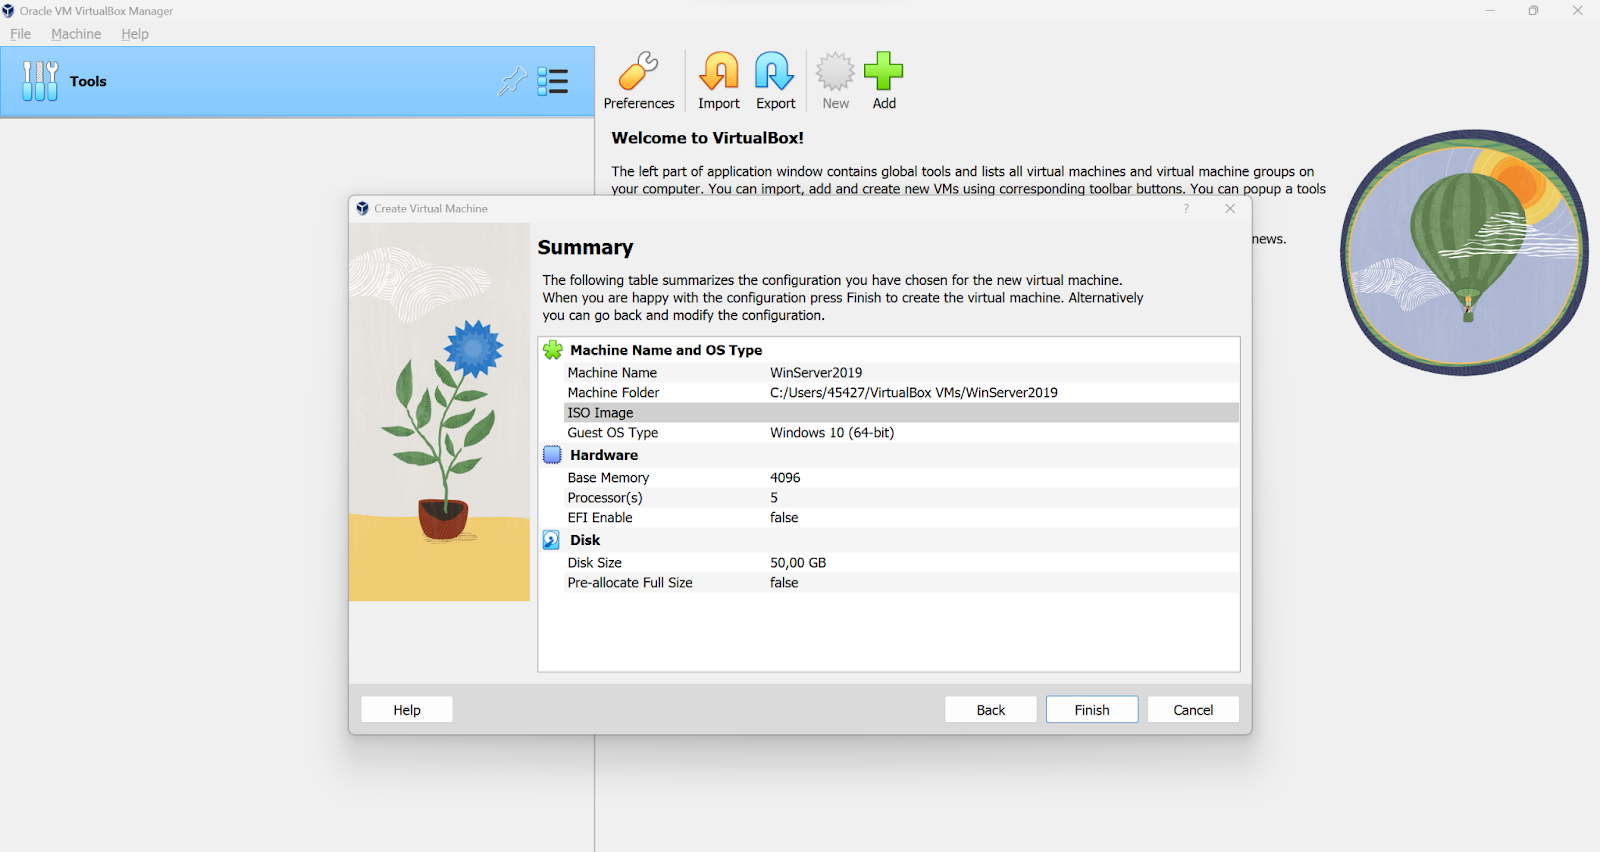 Oracle VM VirtualBox Manager
File Machine Help
Tools
Preferences Import Export New Add
Welcome to VirtualBox!
The left part of application window contains global tools and lists all virtual machines and virtual machine groups on
your computer. You can import, add and create new VMs using corresponding toolbar buttons. You can popup a tools
news.
Create Virtual Machine
?
Summary
The following table summarizes the configuration you have chosen for the new virtual machine.
When you are happy with the configuration press Finish to create the virtual machine. Alternatively
you can go back and modify the configuration.
Machine Name and OS Type
Machine Name WinServer2019
Machine Folder C:/Users/45427/VirtualBox VMs/WinServer2019
ISO Image
Guest OS Type Windows 10 (64-bit)
Hardware
Base Memory 4096
Processor(s) 5
EFI Enable false
Disk
Disk Size 50,00 GB
Pre-allocate Full Size false
Help Back Finish Cancel